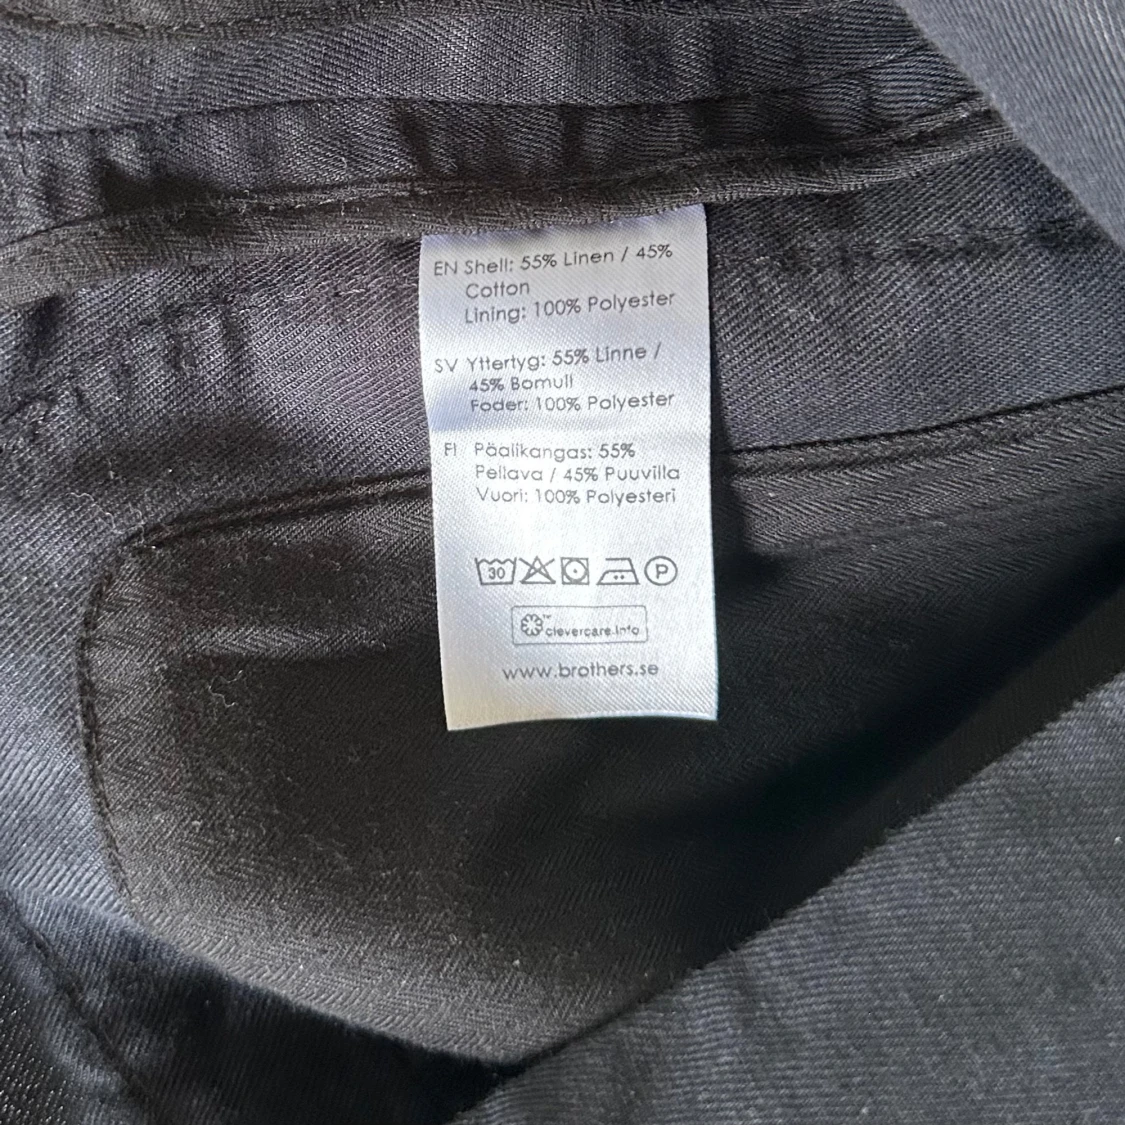 EN Shell: 55% Linen / 45%
Cotton
Lining: 100% Polyester
SV Yttertyg: 55% Linne /
45% Bomull
Foder: 100% Polyester
FI Päälikangas: 55%
Pellava / 45% Puuvilla
Vuori: 100% Polyesteri
30 P
clevercare.info
www.brothers.se